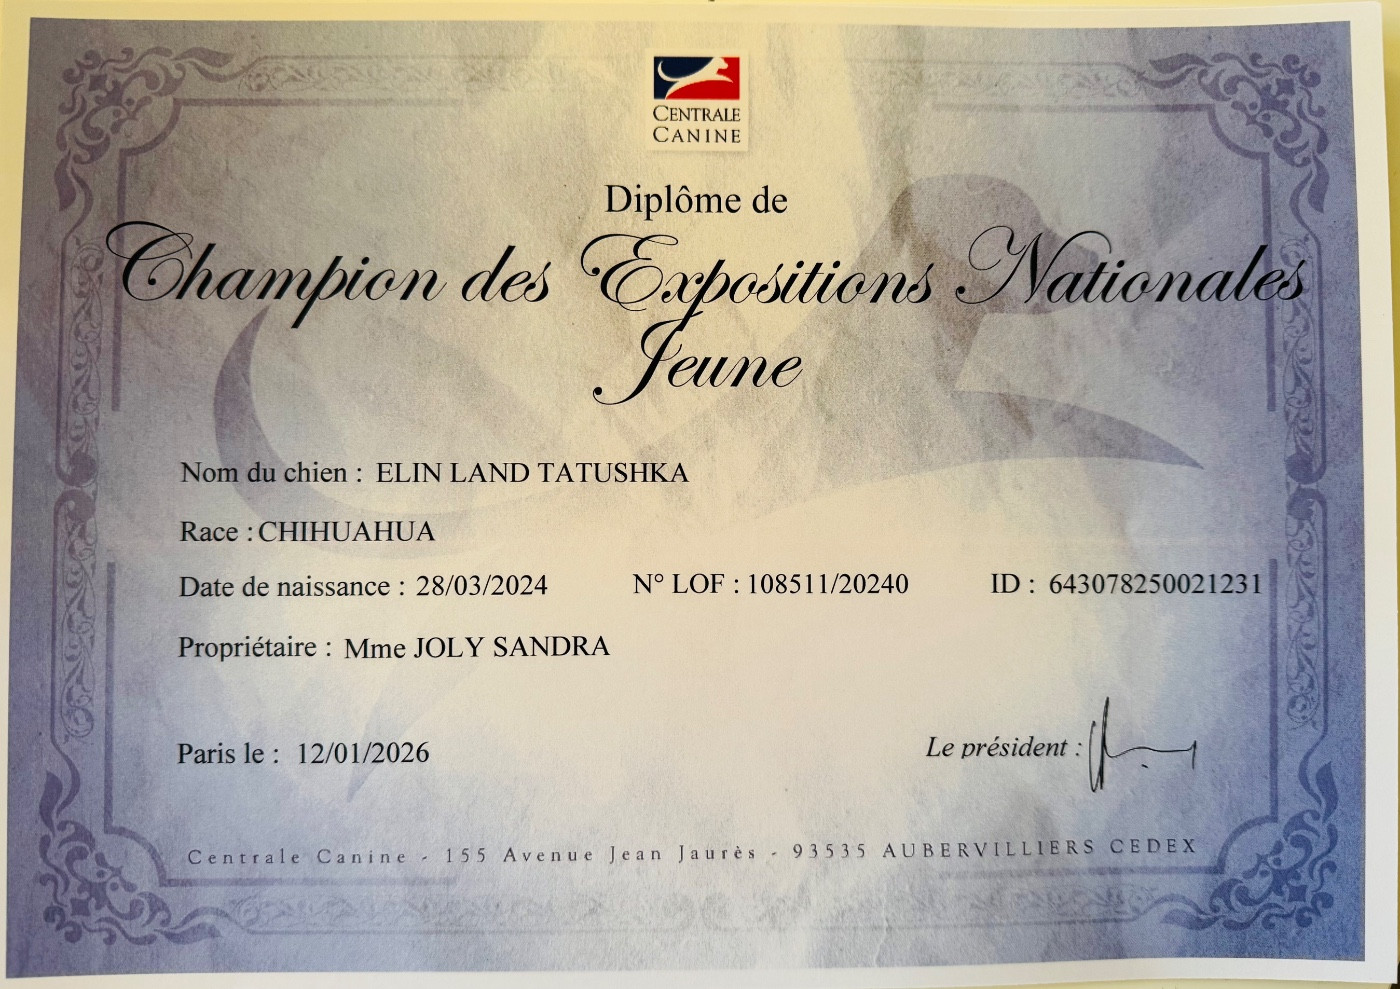 CENTRALE
CANINE
Diplôme de
Champion des Expositions Nationales
Jeune
Nom du chien : ELIN LAND TATUSHKA
Race : CHIHUAHUA
Date de naissance : 28/03/2024 N° LOF : 108511/20240 ID : 643078250021231
Propriétaire : Mme JOLY SANDRA
Paris le : 12/01/2026 Le président :
Centrale Canine - 155 Avenue Jean Jaurès - 93535 AUBERVILLIERS CEDEX